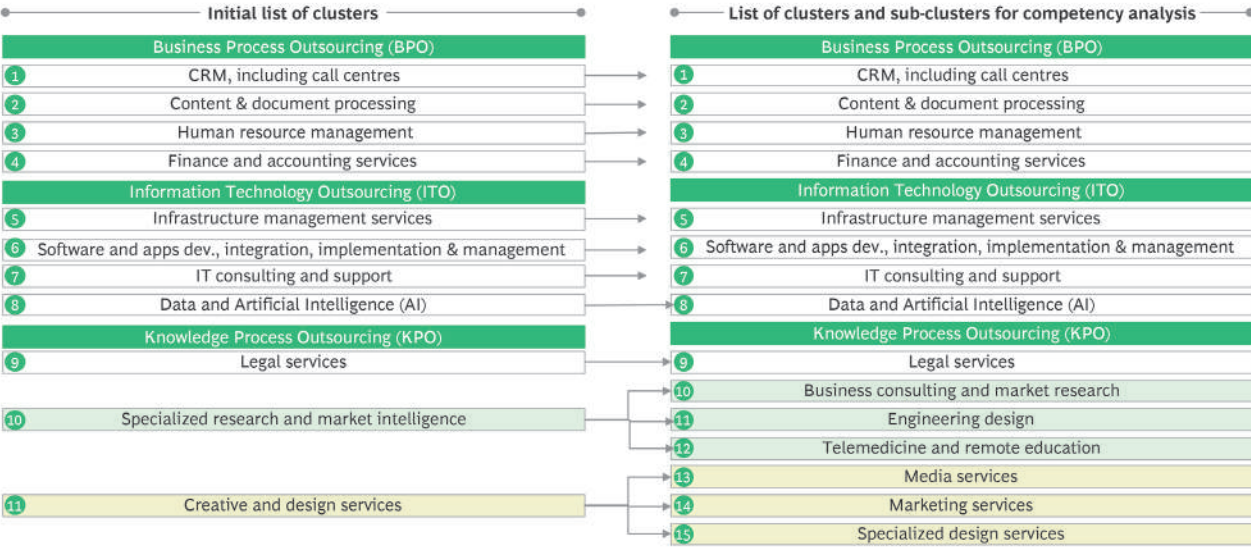 Initial list of clusters
Business Process Outsourcing (BPO)
1 CRM, including call centres
2 Content & document processing
3 Human resource management
4 Finance and accounting services
Information Technology Outsourcing (ITO)
5 Infrastructure management services
6 Software and apps dev., integration, implementation & management
7 IT consulting and support
8 Data and Artificial Intelligence (AI)
Knowledge Process Outsourcing (KPO)
9 Legal services
10 Specialized research and market intelligence
11 Creative and design services
List of clusters and sub-clusters for competency analysis
Business Process Outsourcing (BPO)
1 CRM, including call centres
2 Content & document processing
3 Human resource management
4 Finance and accounting services
Information Technology Outsourcing (ITO)
5 Infrastructure management services
6 Software and apps dev., integration, implementation & management
7 IT consulting and support
8 Data and Artificial Intelligence (AI)
Knowledge Process Outsourcing (KPO)
9 Legal services
10 Business consulting and market research
11 Engineering design
12 Telemedicine and remote education
13 Media services
14 Marketing services
15 Specialized design services